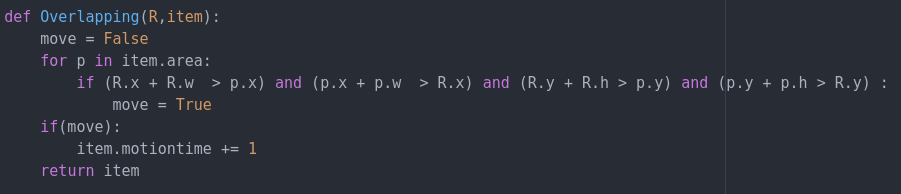 def Overlapping(R,item):
    move = False
    for p in item.area:
        if (R.x + R.w  > p.x) and (p.x + p.w  > R.x) and (R.y + R.h > p.y) and (p.y + p.h > R.y) :
            move = True
    if(move):
        item.motiontime += 1
    return item